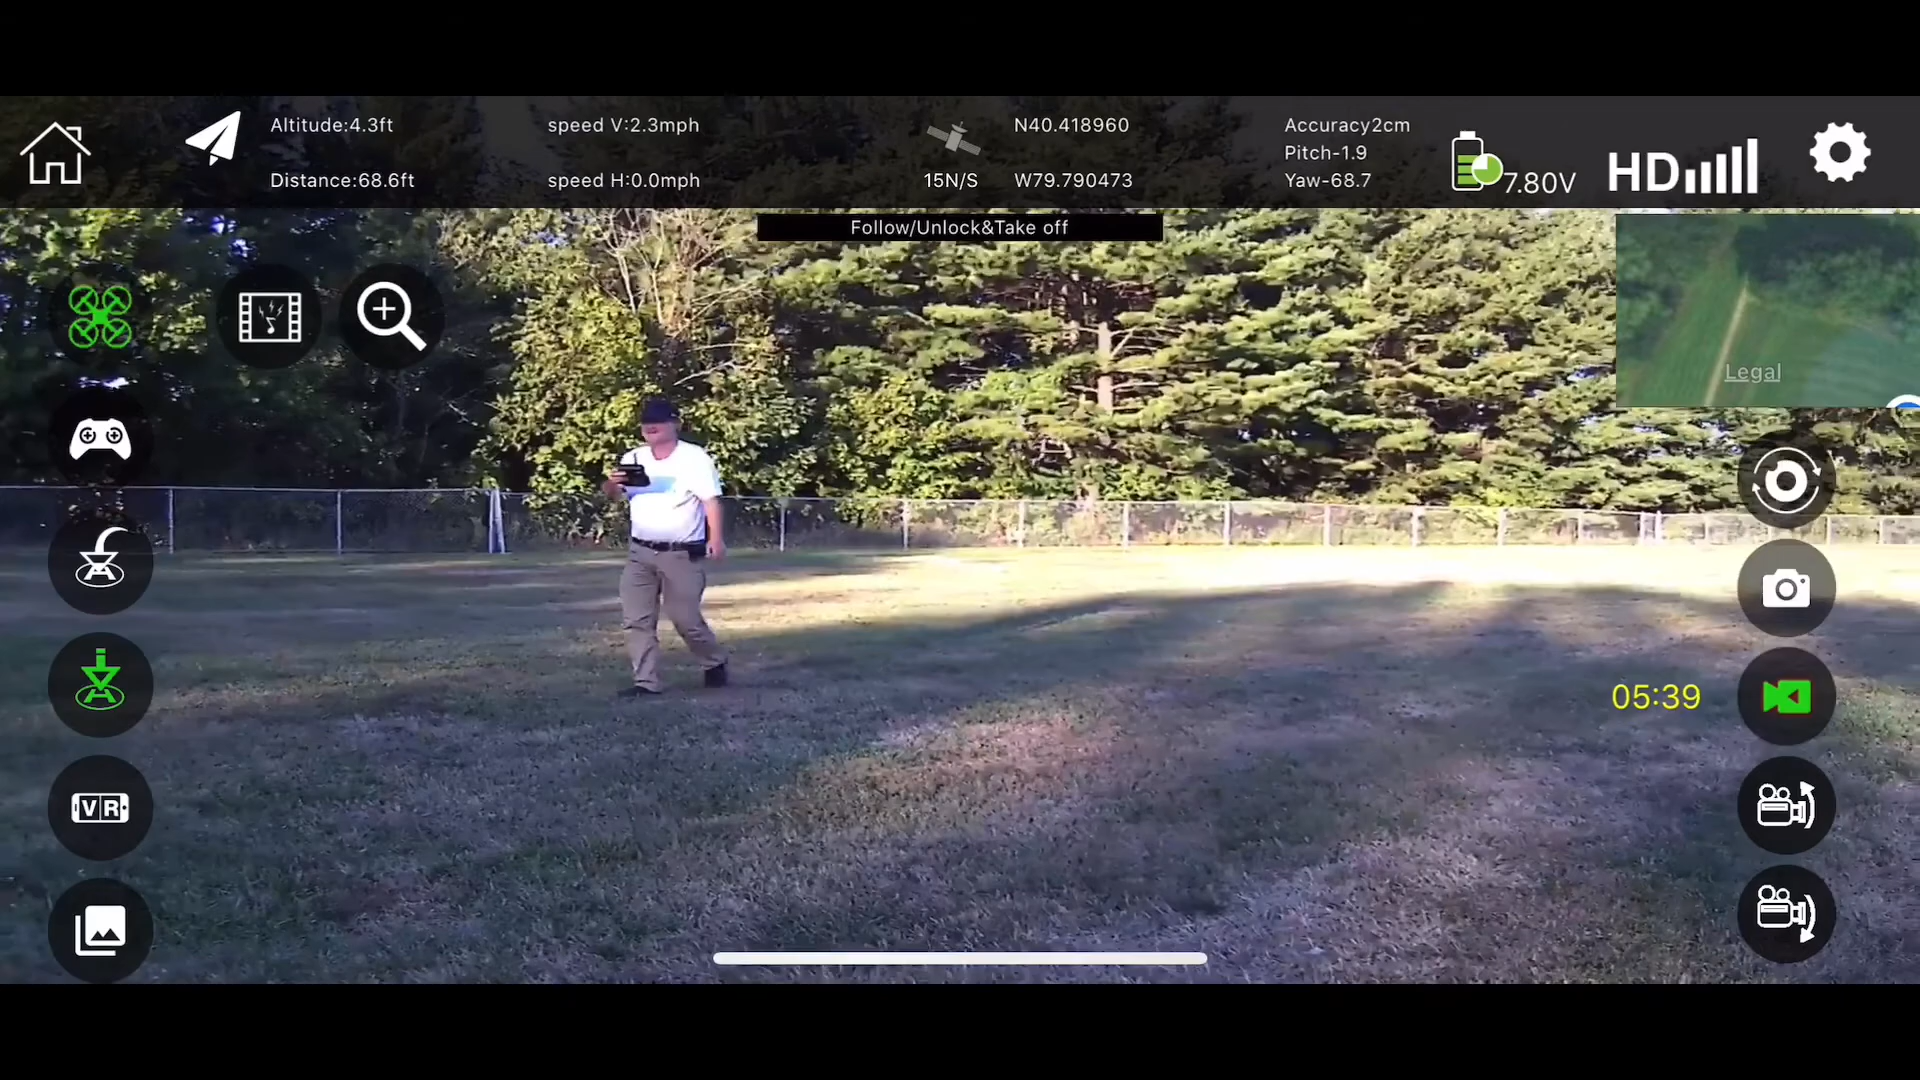 Altitude:4.3ft
speed V:2.3mph
N40.418960
Accuracy2cm
Pitch-1.9
Distance:68.6ft
speed H:0.0mph
15N/S
W79.790473
Yaw-68.7
7.80V
HD
Follow/Unlock&Take off
Legal
05:39
VR